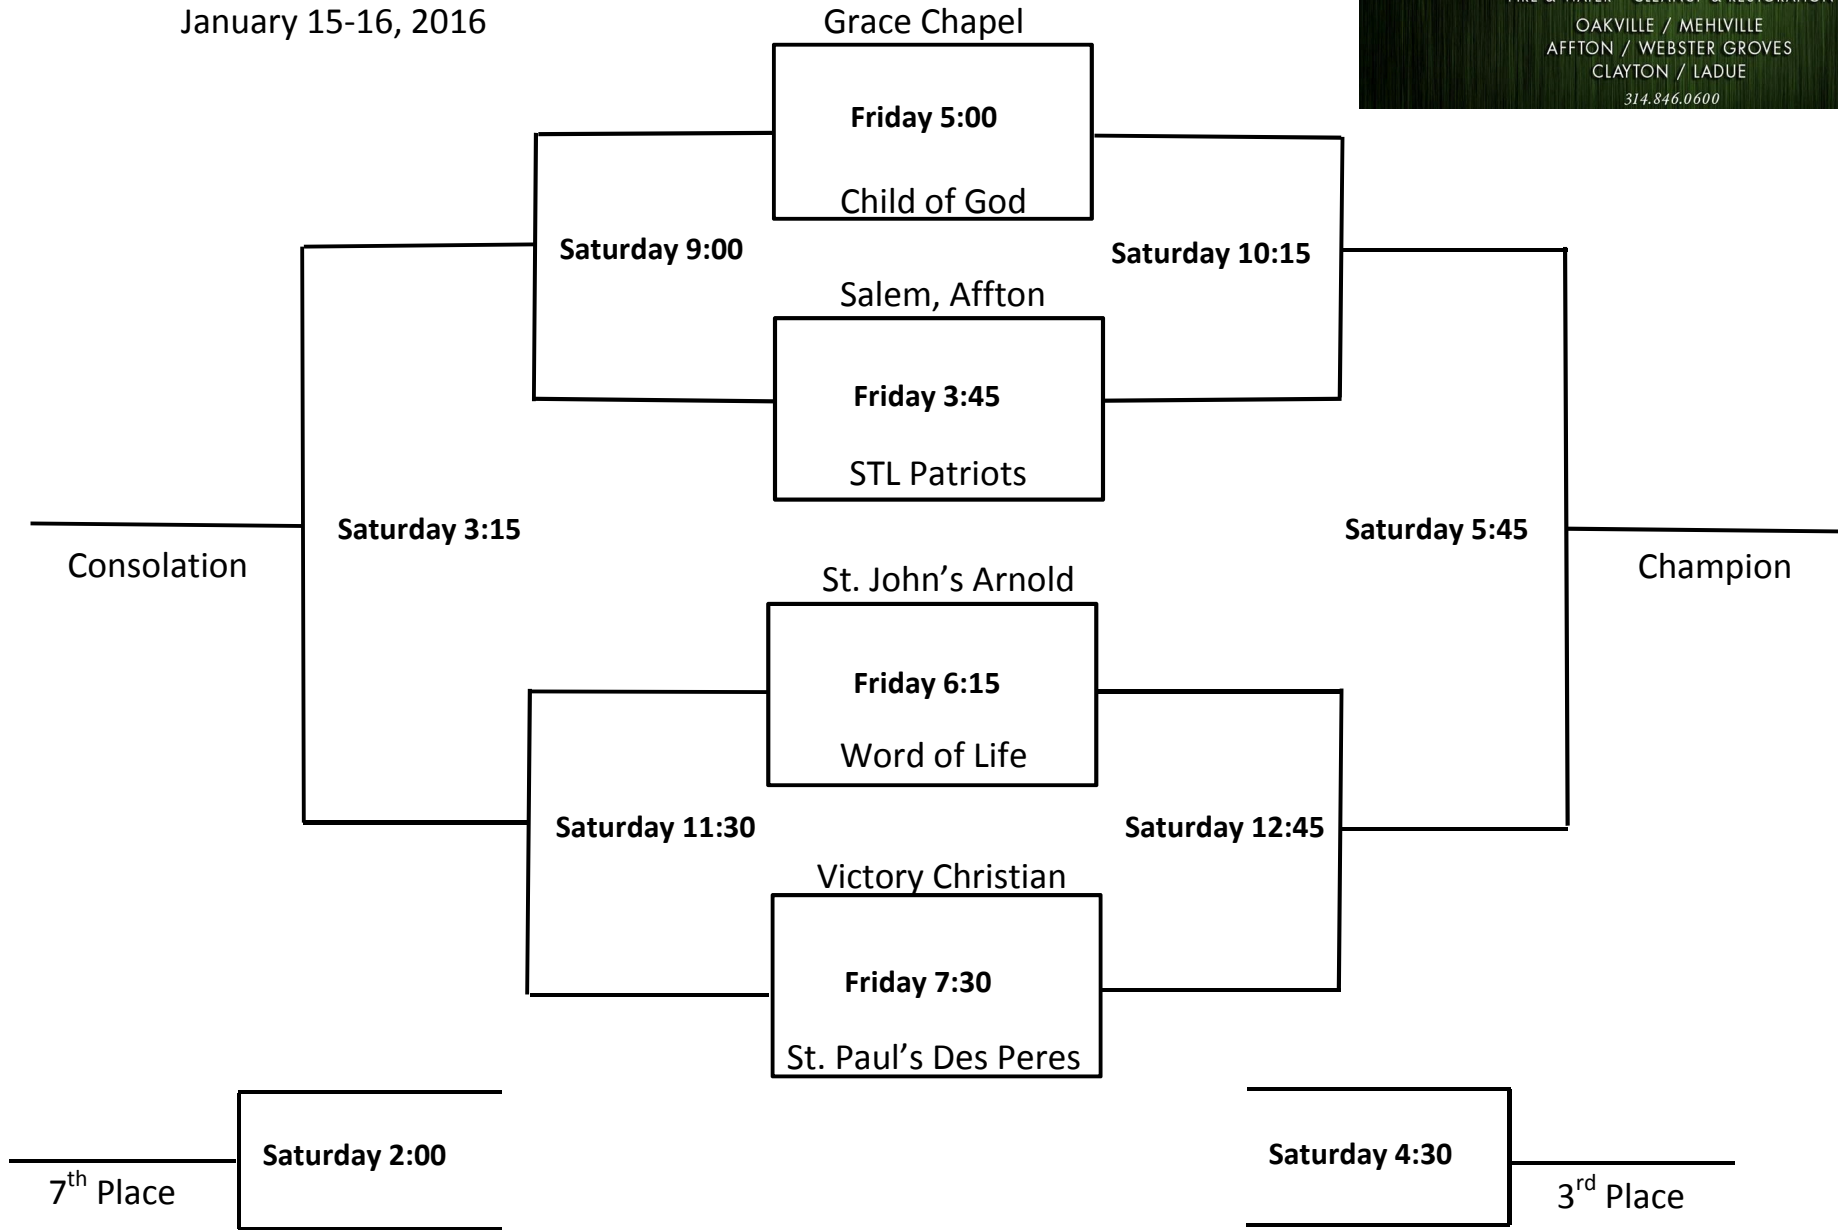 January 15-16, 2016
Grace Chapel
OAKVILLE / MEHLVILLE
AFFTON / WEBSTER GROVES
CLAYTON / LADUE
314.846.0600
Friday 5:00
Child of God
Saturday 9:00
Saturday 10:15
Salem, Affton
Friday 3:45
STL Patriots
Saturday 3:15
Saturday 5:45
Consolation
Champion
St. John’s Arnold
Friday 6:15
Word of Life
Saturday 11:30
Saturday 12:45
Victory Christian
Friday 7:30
St. Paul’s Des Peres
Saturday 2:00
Saturday 4:30
7th Place
3rd Place